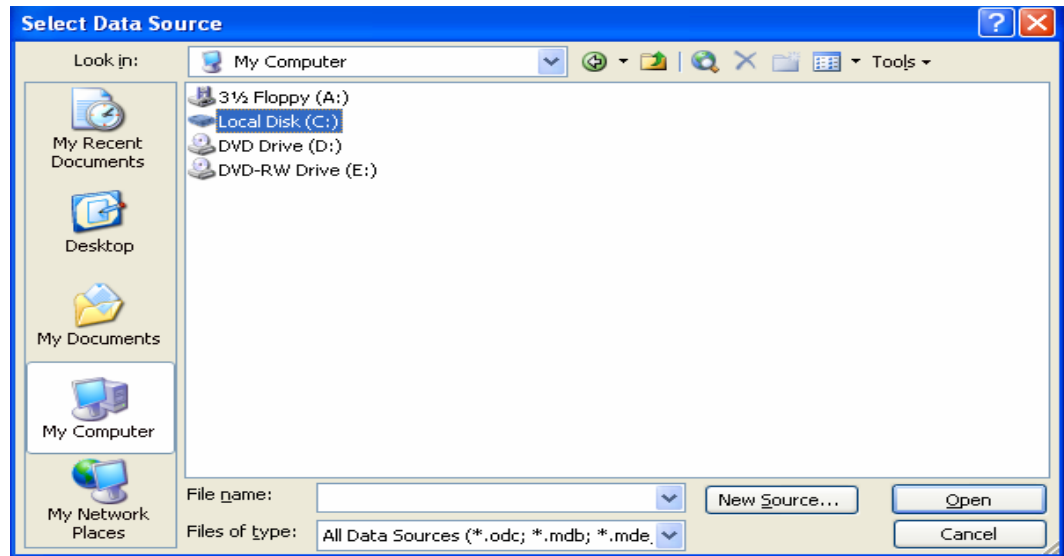 Select Data Source
Look in:
My Computer
Tools
3½ Floppy (A:)
Local Disk (C:)
DVD Drive (D:)
DVD-RW Drive (E:)
My Recent
Documents
Desktop
My Documents
My Computer
My Network
Places
File name:
New Source...
Open
Files of type:
All Data Sources (*.odc; *.mdb; *.mde;
Cancel